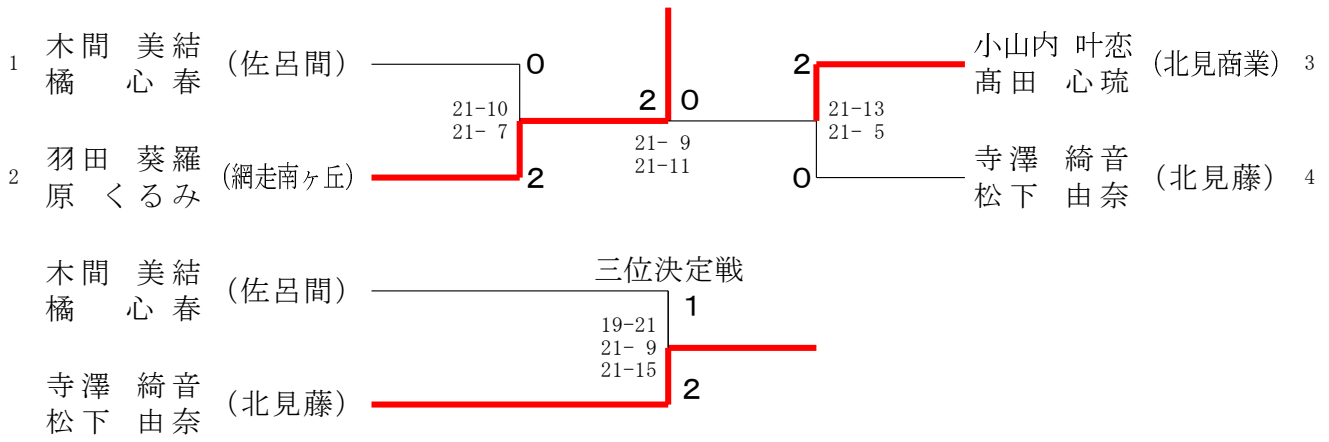 1 木間 美結 (佐呂間)
橘 心春
0
21-10
21- 7
2 羽田 葵羅 (網走南ヶ丘)
原 くるみ
2
2 0
21- 9
21-11
小山内 叶恋 (北見商業) 3
髙田 心琉
2
21-13
21- 5
寺澤 綺音 (北見藤) 4
松下 由奈
0
三位決定戦
木間 美結 (佐呂間)
橘 心春
1
19-21
21- 9
21-15
寺澤 綺音 (北見藤)
松下 由奈
2